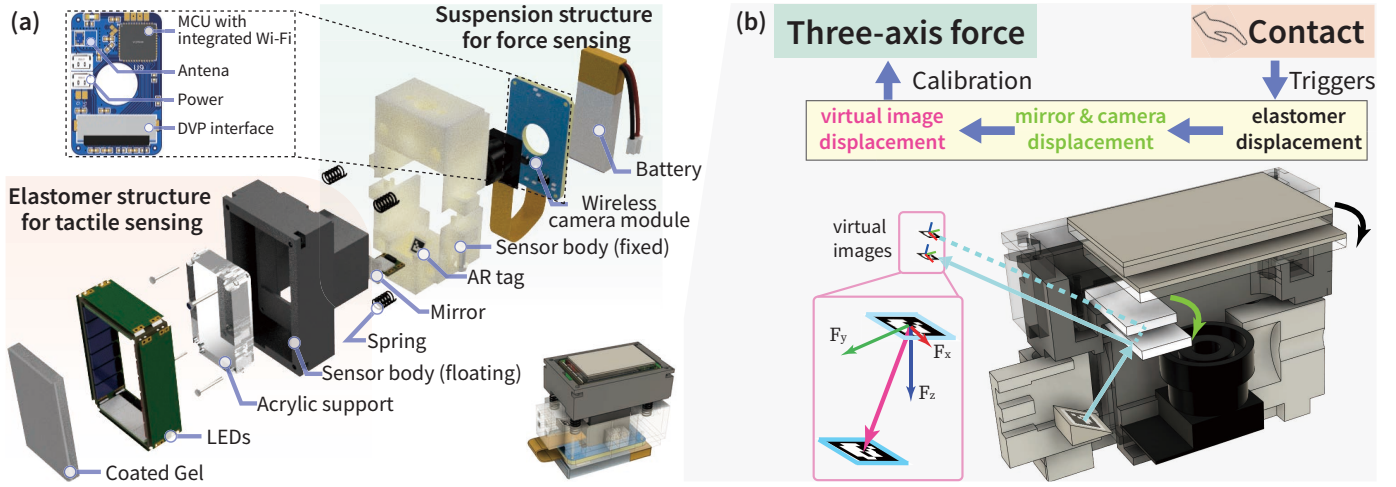 (a)
MCU with
integrated Wi-Fi
Antena
U9
Power
DVP interface
Suspension structure
for force sensing
Battery
Wireless
camera module
Sensor body (fixed)
AR tag
Mirror
Spring
Elastomer structure
for tactile sensing
Sensor body (floating)
Acrylic support
LEDs
Coated Gel
(b)
Three-axis force
Contact
Calibration
Triggers
virtual image
displacement
mirror & camera
displacement
elastomer
displacement
virtual
images
Fy
Fx
Fz